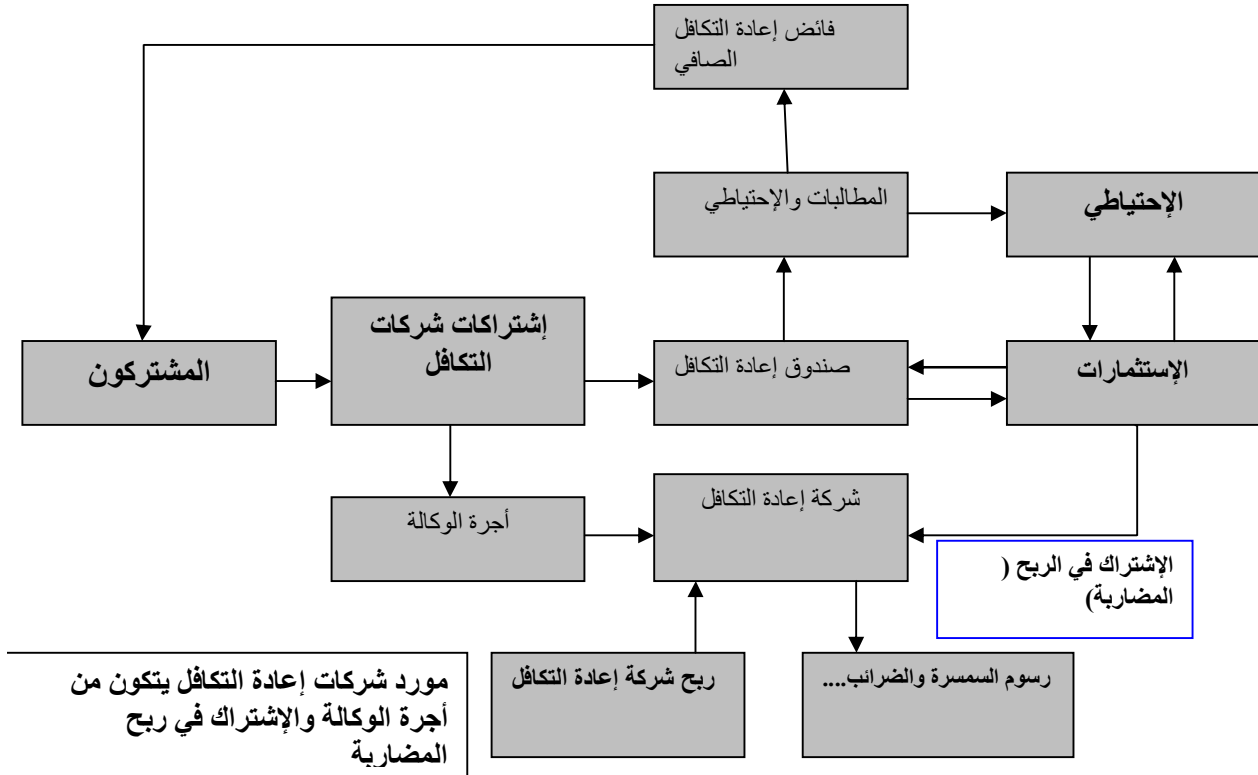 فائض إعادة التكافل
الصافي
المطالبات والإحتياطي
الإحتياطي
إشتراكات شركات
التكافل
المشتركون
صندوق إعادة التكافل
الإستثمارات
شركة إعادة التكافل
أجرة الوكالة
الإشتراك في الربح (
المضاربة)
ربح شركة إعادة التكافل
رسوم السمسرة والضرائب....
مورد شركات إعادة التكافل يتكون من
أجرة الوكالة والإشتراك في ربح
المضاربة